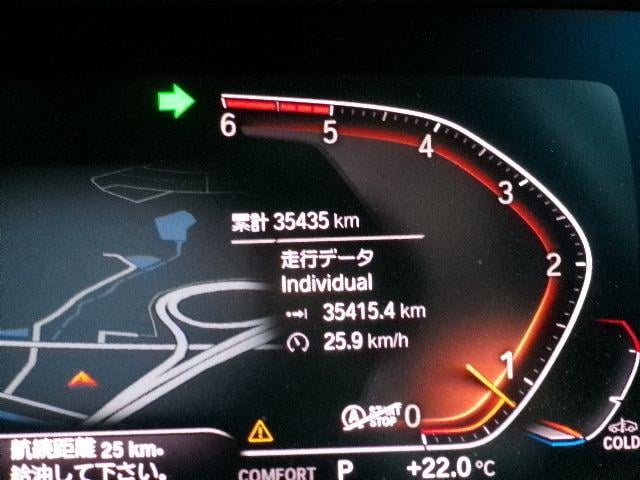 6
5
4
3
2
1
0
累計 35435 km
走行データ
Individual
35415.4 km
25.9 km/h
A START STOP
航続距離 25 km。
給油して下さい。
COMFORT P +22.0 °C
COLD